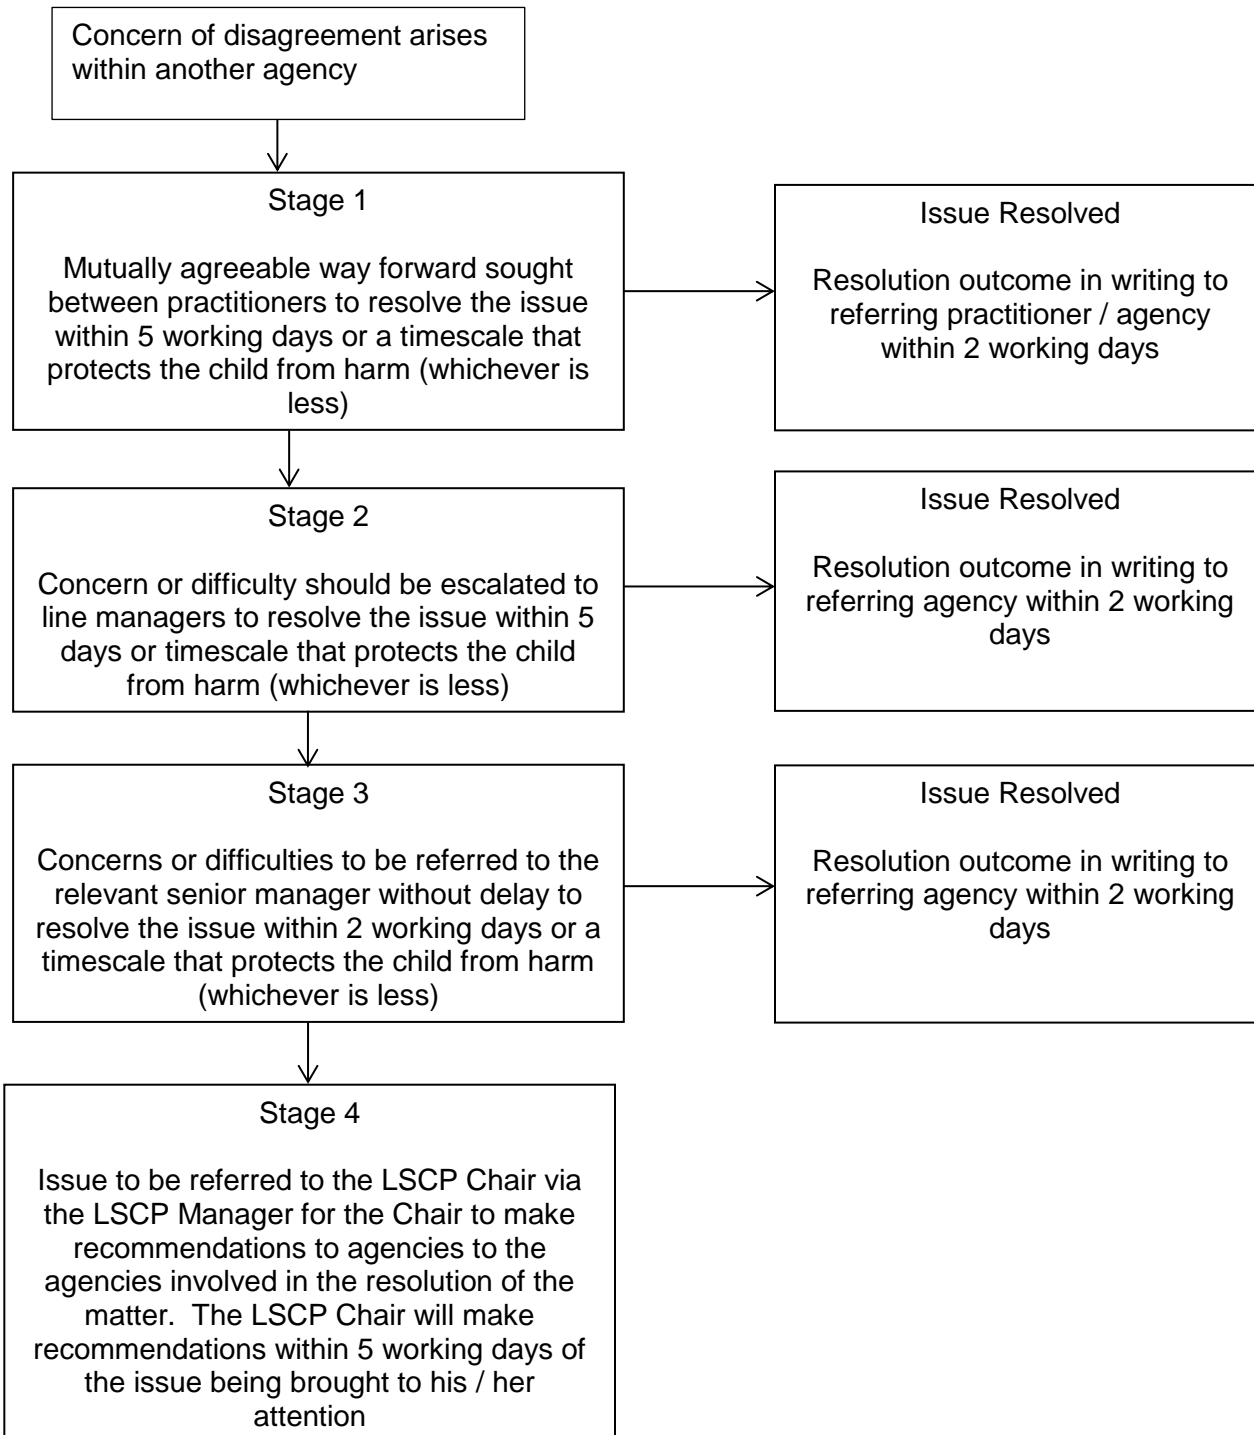 Concern of disagreement arises
within another agency
Stage 1
Mutually agreeable way forward sought
between practitioners to resolve the issue
within 5 working days or a timescale that
protects the child from harm (whichever is
less)
Issue Resolved
Resolution outcome in writing to
referring practitioner / agency
within 2 working days
Stage 2
Concern or difficulty should be escalated to
line managers to resolve the issue within 5
days or timescale that protects the child
from harm (whichever is less)
Issue Resolved
Resolution outcome in writing to
referring agency within 2 working
days
Stage 3
Concerns or difficulties to be referred to the
relevant senior manager without delay to
resolve the issue within 2 working days or a
timescale that protects the child from harm
(whichever is less)
Issue Resolved
Resolution outcome in writing to
referring agency within 2 working
days
Stage 4
Issue to be referred to the LSCP Chair via
the LSCP Manager for the Chair to make
recommendations to agencies to the
agencies involved in the resolution of the
matter.  The LSCP Chair will make
recommendations within 5 working days of
the issue being brought to his / her
attention